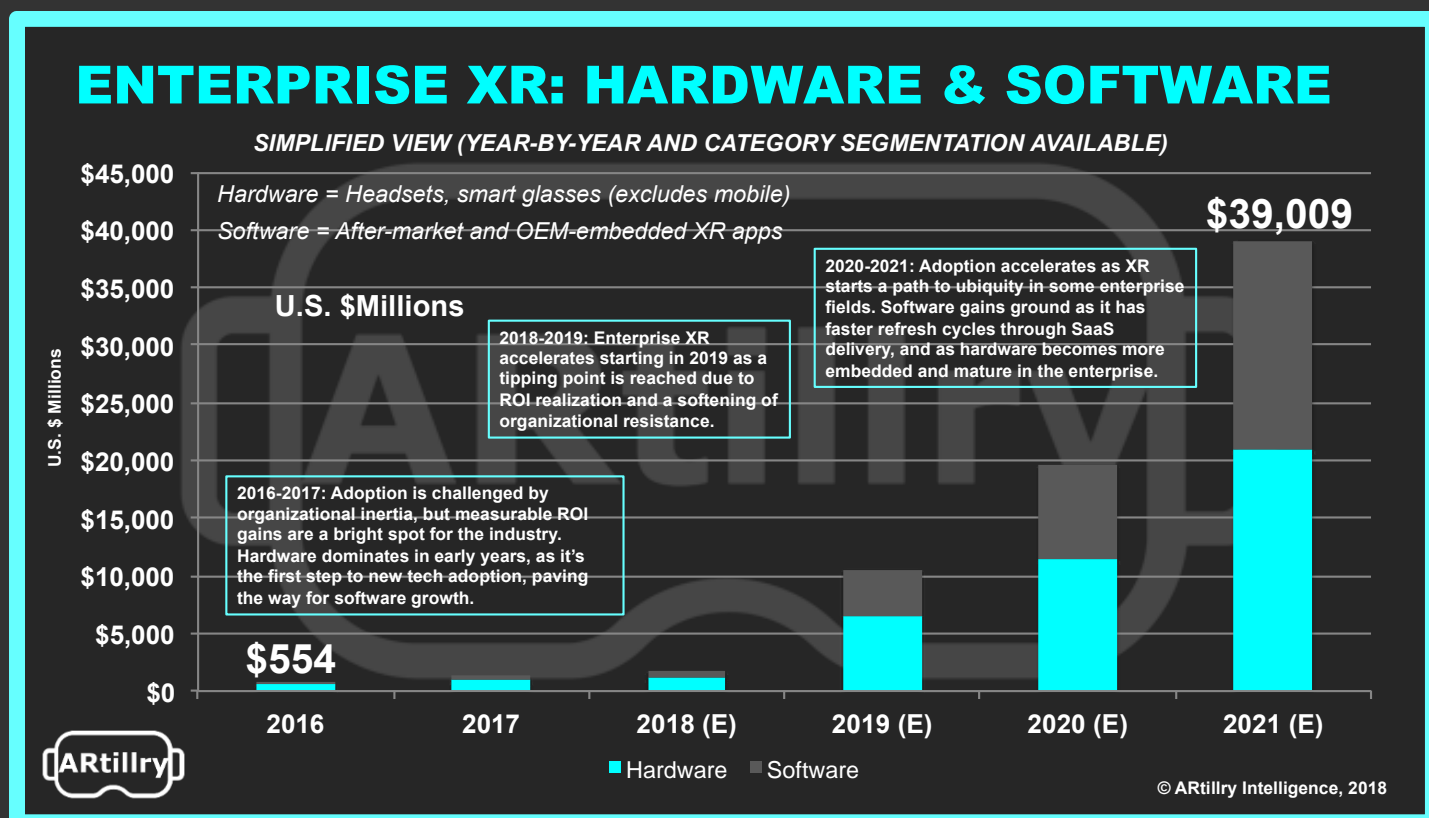 ENTERPRISE XR: HARDWARE & SOFTWARE
SIMPLIFIED VIEW (YEAR-BY-YEAR AND CATEGORY SEGMENTATION AVAILABLE)
$45,000
$40,000
$35,000
$30,000
$25,000
$20,000
$15,000
$10,000
$5,000
$0
U.S. $ Millions
Hardware = Headsets, smart glasses (excludes mobile)
Software = After-market and OEM-embedded XR apps
U.S. $Millions
2016-2017: Adoption is challenged by
organizational inertia, but measurable ROI
gains are a bright spot for the industry.
Hardware dominates in early years, as it’s
the first step to new tech adoption, paving
the way for software growth.
2018-2019: Enterprise XR
accelerates starting in 2019 as a
tipping point is reached due to
ROI realization and a softening of
organizational resistance.
2020-2021: Adoption accelerates as XR
starts a path to ubiquity in some enterprise
fields. Software gains ground as it has
faster refresh cycles through SaaS
delivery, and as hardware becomes more
embedded and mature in the enterprise.
$554
$39,009
ARtillry
2016 2017 2018 (E) 2019 (E) 2020 (E) 2021 (E)
Hardware Software
ARtillry
© ARtillry Intelligence, 2018